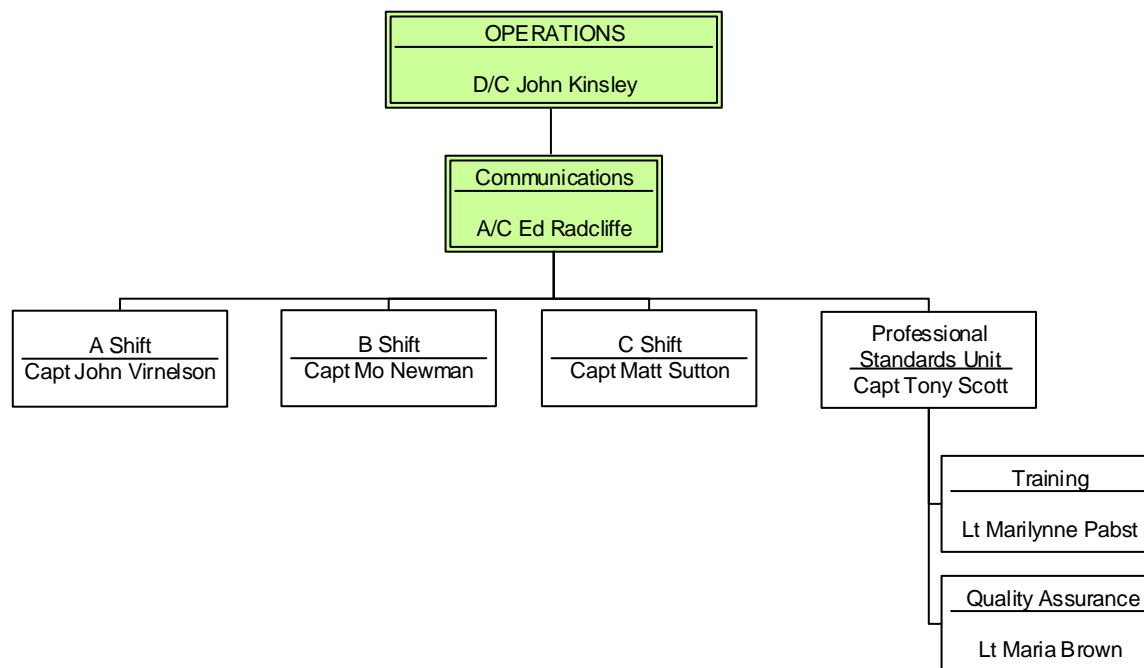 OPERATIONS
D/C John Kinsley
Communications
A/C Ed Radcliffe
A Shift
Capt John Virnelson
B Shift
Capt Mo Newman
C Shift
Capt Matt Sutton
Professional
Standards Unit
Capt Tony Scott
Training
Lt Marilynne Pabst
Quality Assurance
Lt Maria Brown